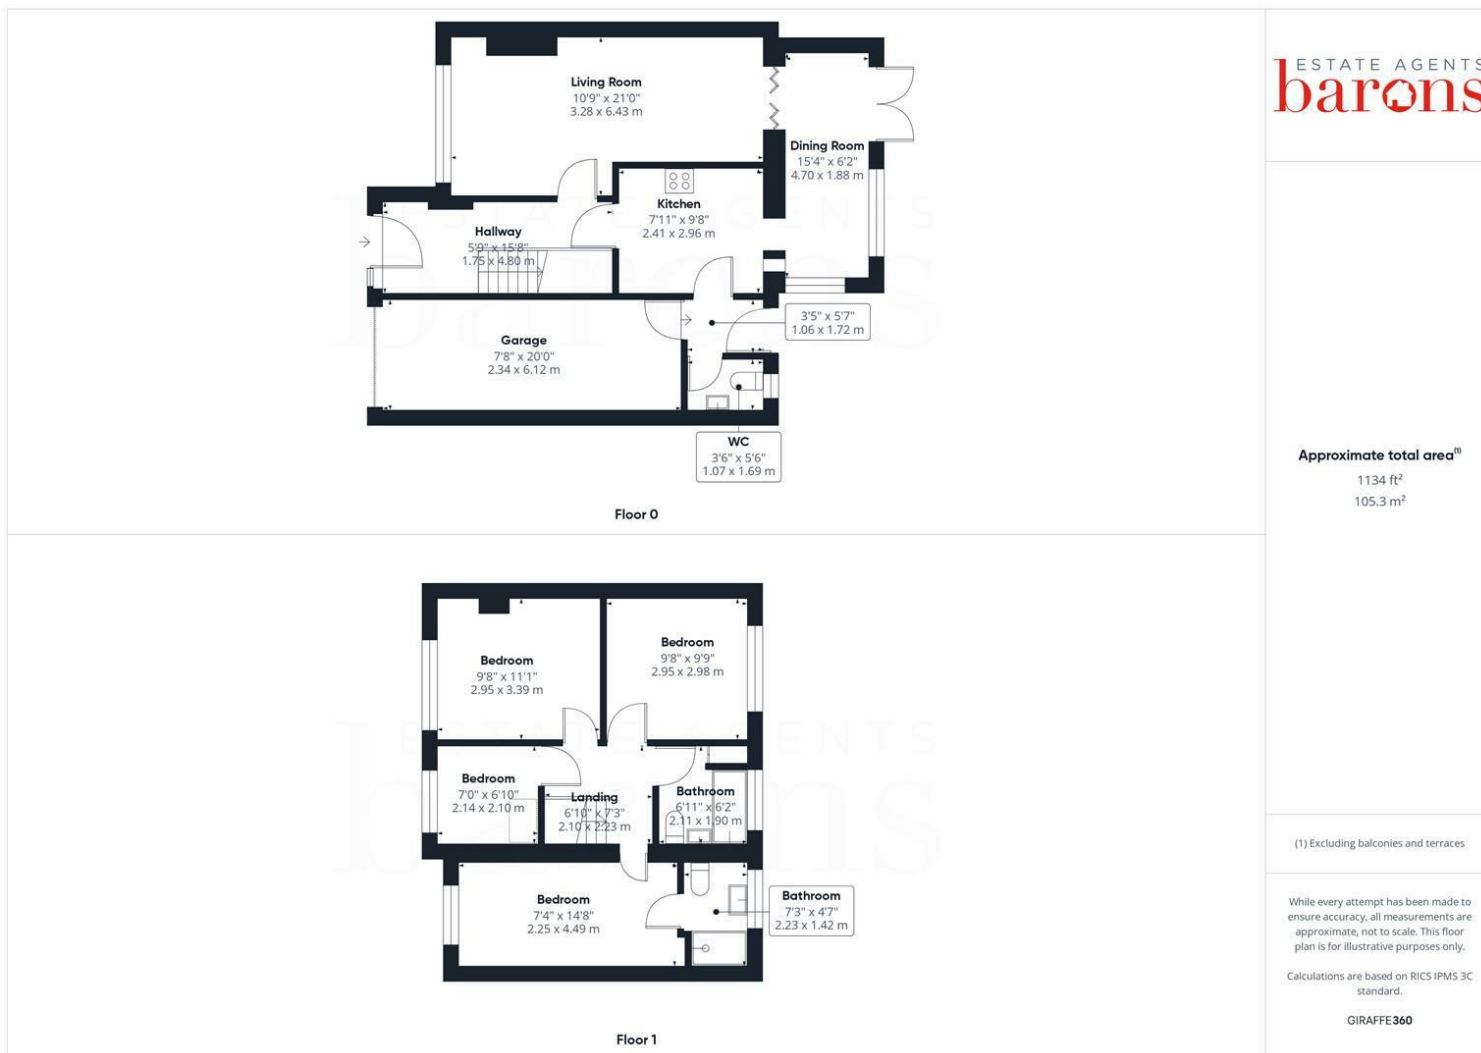 Living Room
10'9" x 21'0"
3.28 x 6.43 m
Dining Room
15'4" x 6'2"
4.70 x 1.88 m
Kitchen
7'11" x 9'8"
2.41 x 2.96 m
Hallway
5'9" x 15'8"
1.75 x 4.80 m
3'5" x 5'7"
1.06 x 1.72 m
Garage
7'8" x 20'0"
2.34 x 6.12 m
WC
3'6" x 5'6"
1.07 x 1.69 m
Floor 0
Bedroom
9'8" x 11'1"
2.95 x 3.39 m
Bedroom
9'8" x 9'9"
2.95 x 2.98 m
Bedroom
7'0" x 6'10"
2.14 x 2.10 m
Landing
6'10" x 7'3"
2.10 x 2.23 m
Bathroom
6'11" x 6'2"
2.11 x 1.90 m
Bedroom
7'4" x 14'8"
2.25 x 4.49 m
Bathroom
7'3" x 4'7"
2.23 x 1.42 m
Floor 1
ESTATE AGENTS
barons
ESTATE AGENTS
barons
ESTATE AGENTS
barons
Approximate total area(1)
1134 ft²
105.3 m²
(1) Excluding balconies and terraces
While every attempt has been made to
ensure accuracy, all measurements are
approximate, not to scale. This floor
plan is for illustrative purposes only.
Calculations are based on RICS IPMS 3C
standard.
GIRAFFE360